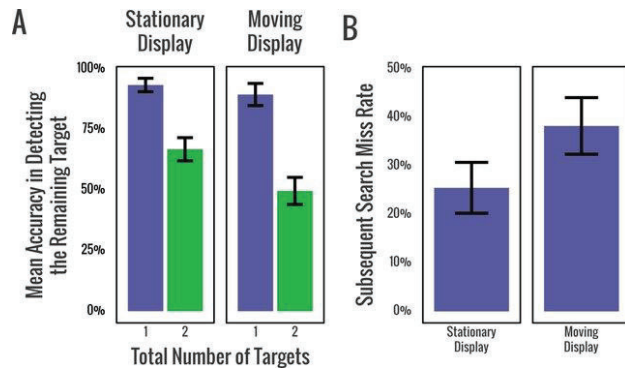 A
Stationary
Display
Moving
Display
Mean Accuracy in Detecting
the Remaining Target
100%
75%
50%
25%
0%
1 2 1 2
Total Number of Targets
B
Subsequent Search Miss Rate
50%
40%
30%
20%
10%
0%
Stationary
Display
Moving
Display